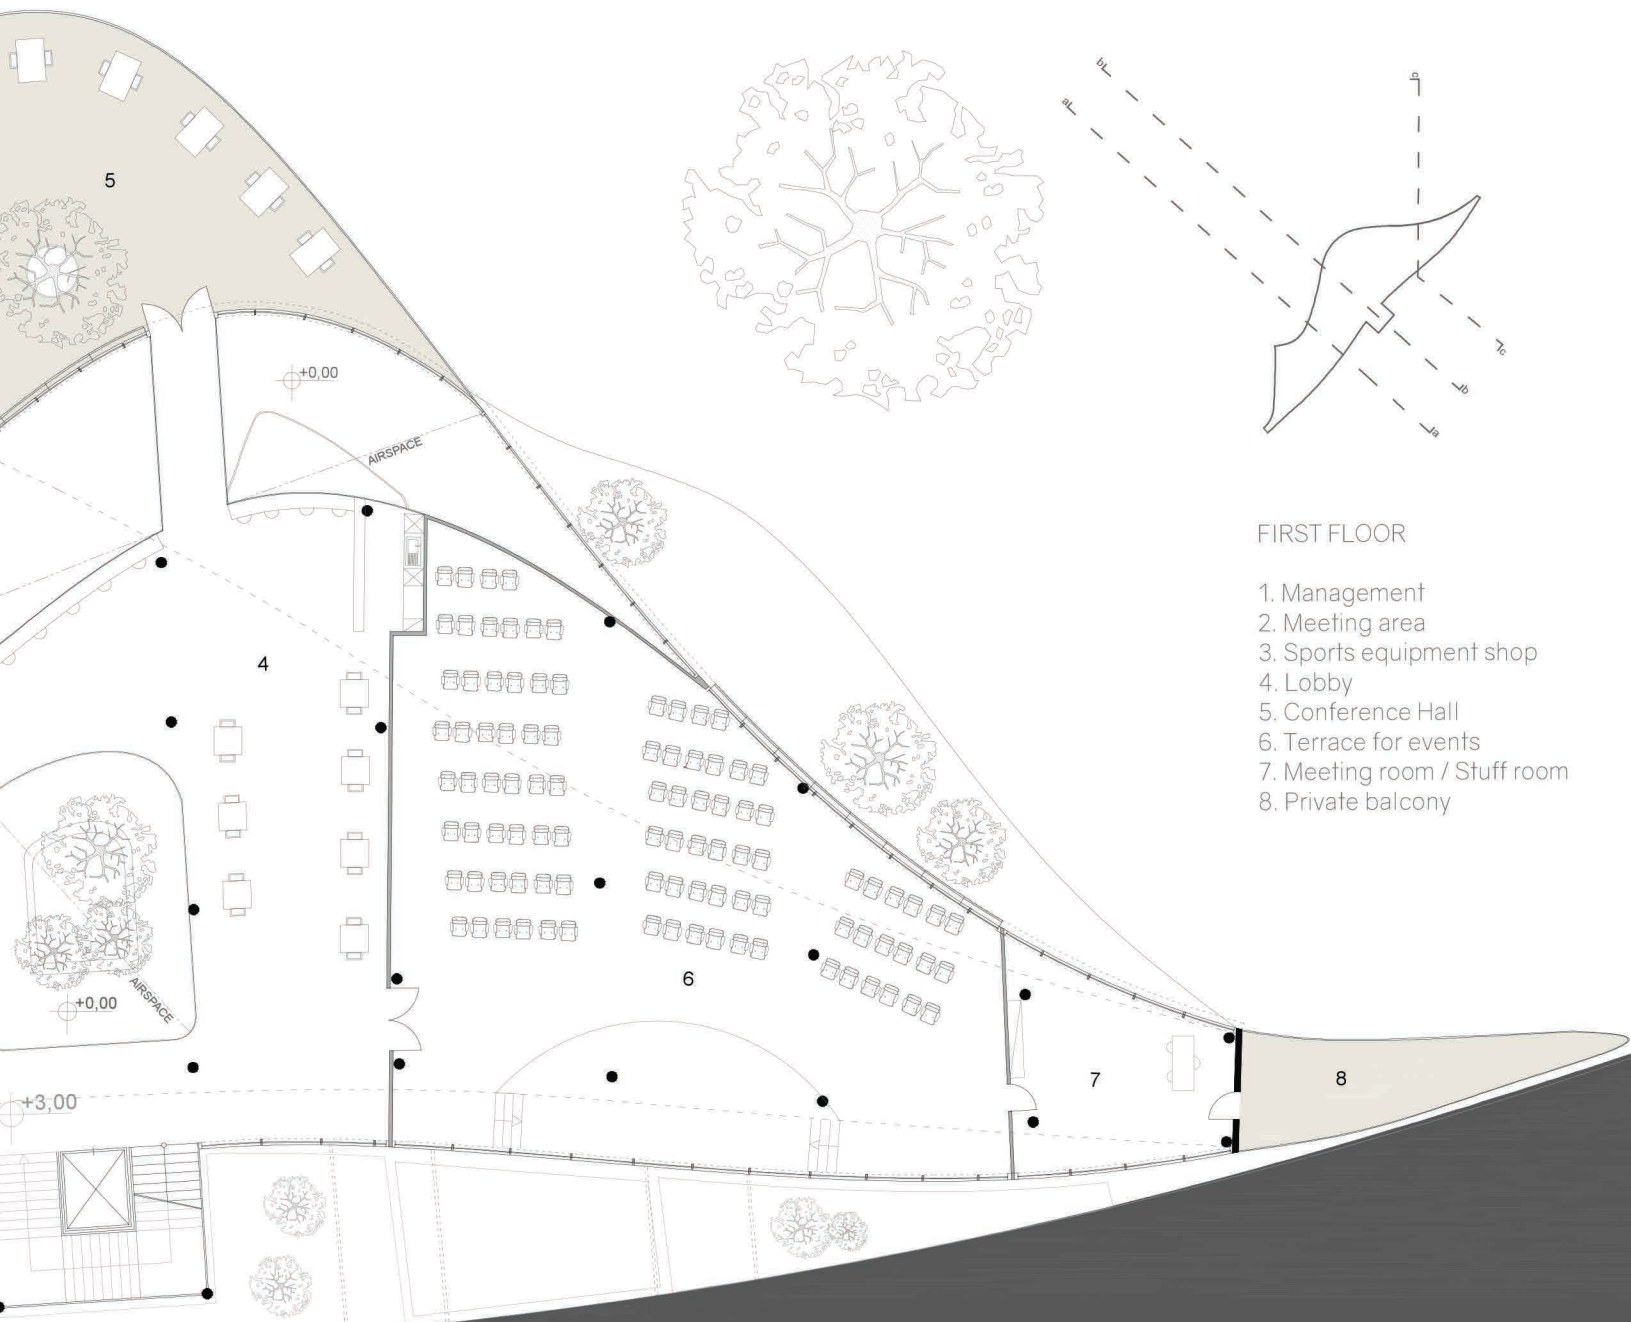 b
a
c
5
+0,00
AIRSPACE
c
b
a
FIRST FLOOR
1. Management
2. Meeting area
3. Sports equipment shop
4. Lobby
5. Conference Hall
6. Terrace for events
7. Meeting room / Stuff room
8. Private balcony
4
6
AIRSPACE
+0,00
7
8
+3,00